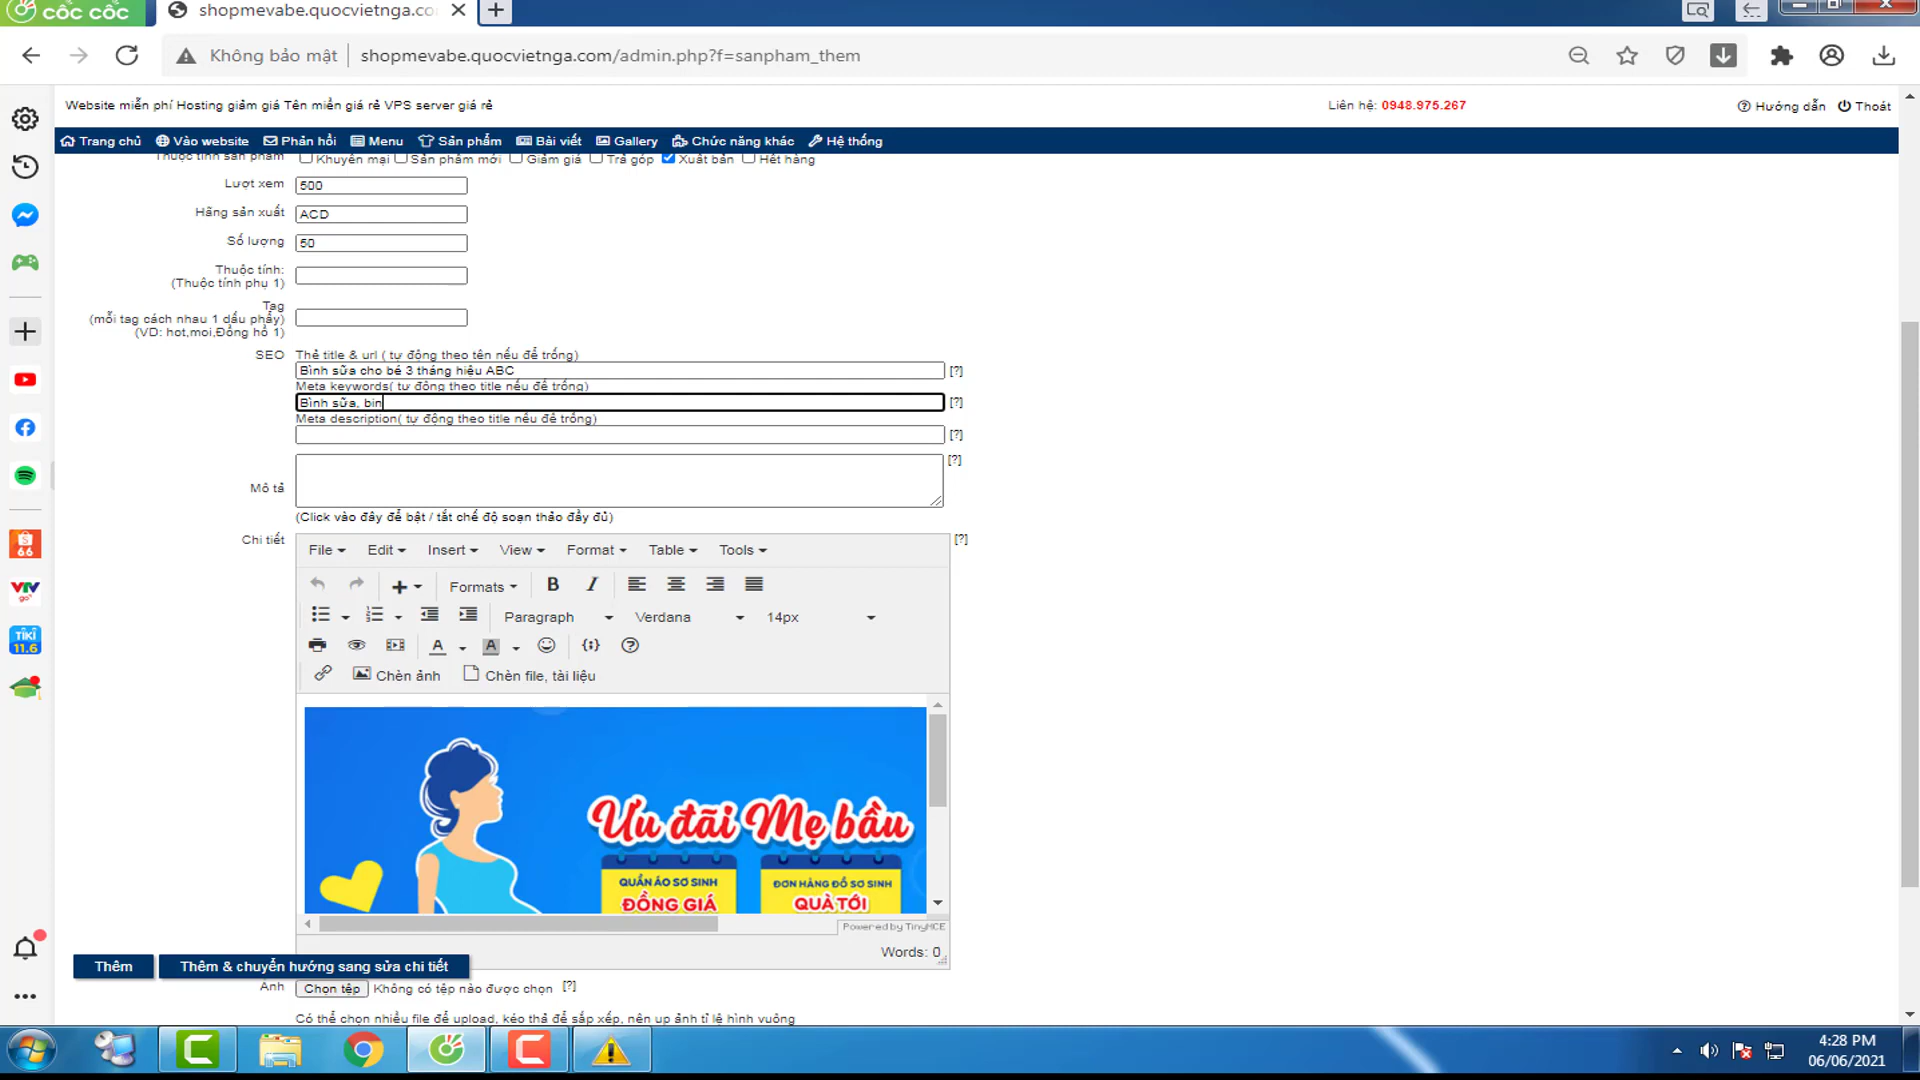 cốc cốc
shopmevabe.quocvietnga.co
Không bảo mật
shopmevabe.quocvietnga.com/admin.php?f=sanpham_them
Website miễn phí Hosting giảm giá Tên miền giá rẻ VPS server giá rẻ
Liên hệ: 0948.975.267
Hướng dẫn
Thoát
Trang chủ
Vào website
Phản hồi
Menu
Sản phẩm
Bài viết
Gallery
Chức năng khác
Hệ thống
Thuộc tính sản phẩm
Khuyến mại
Sản phẩm mới
Giảm giá
Trả góp
Xuất bản
Hết hàng
Lượt xem
500
Hãng sản xuất
ACD
Số lượng
50
Thuộc tính:
(Thuộc tính phụ 1)
Tag
(mỗi tag cách nhau 1 dấu phẩy)
(VD: hot,moi,Đồng hồ 1)
SEO
Thẻ title & url ( tự động theo tên nếu để trống)
Bình sữa cho bé 3 tháng hiệu ABC
[?]
Meta keywords( tự động theo title nếu để trống)
Bình sữa, bin
[?]
Meta description( tự động theo title nếu để trống)
[?]
[?]
Mô tả
(Click vào đây để bật / tắt chế độ soạn thảo đầy đủ)
Chi tiết
[?]
File
Edit
Insert
View
Format
Table
Tools
Formats
B
I
Paragraph
Verdana
14px
A
A
Chèn ảnh
Chèn file, tài liệu
Ưu đãi Mẹ bầu
QUẦN ÁO SƠ SINH
ĐỒNG GIÁ
ĐƠN HÀNG ĐỒ SƠ SINH
QUÀ TỚI
Powered by TinyMCE
Words: 0
Thêm
Thêm & chuyển hướng sang sửa chi tiết
Ảnh
Chọn tệp
Không có tệp nào được chọn
[?]
Có thể chọn nhiều file để upload, kéo thả để sắp xếp, nên up ảnh tỉ lệ hình vuông
6.6
VTV
go
TIKI
11.6
4:28 PM
06/06/2021